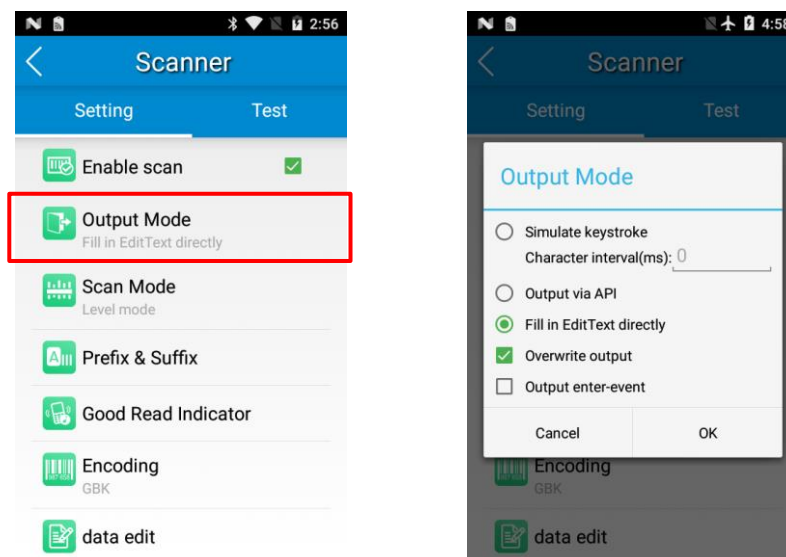 2:56
Scanner
Setting Test
Enable scan
Output Mode
Fill in EditText directly
Scan Mode
Level mode
Prefix & Suffix
Good Read Indicator
Encoding
GBK
data edit
4:58
Scanner
Setting Test
Output Mode
Simulate keystroke
Character interval(ms): 0
Output via API
Fill in EditText directly
Overwrite output
Output enter-event
Cancel OK
Encoding
GBK
data edit